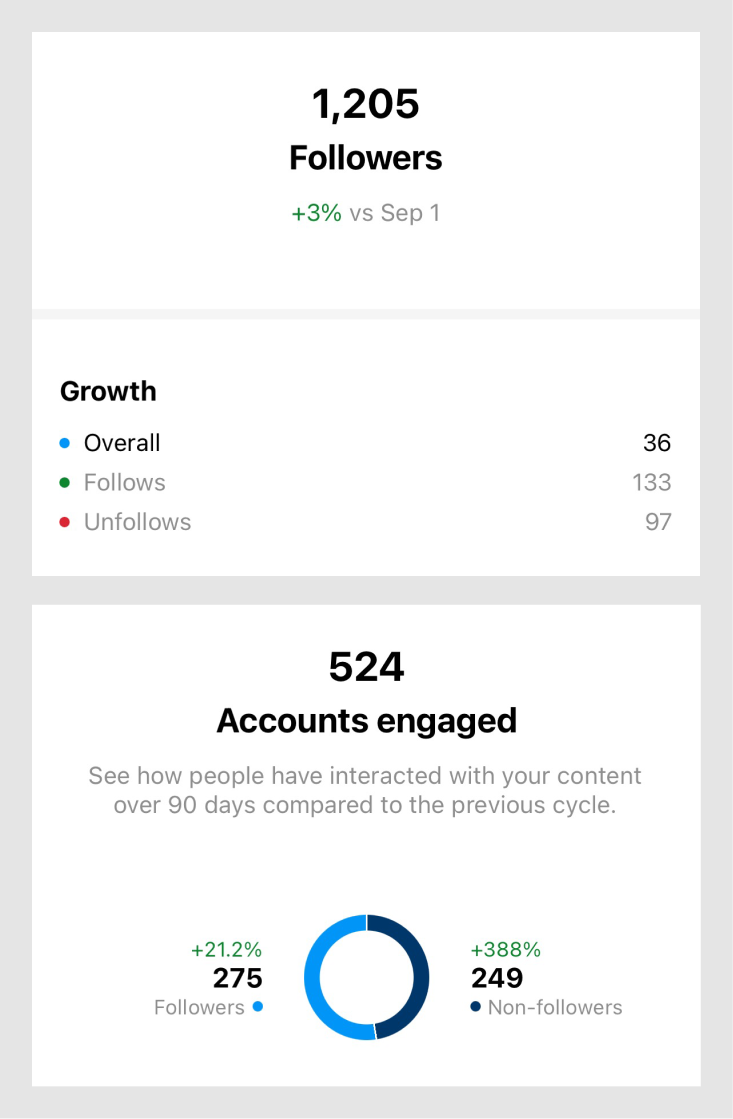 1,205
Followers
+3% vs Sep 1
Growth
Overall 36
Follows 133
Unfollows 97
524
Accounts engaged
See how people have interacted with your content
over 90 days compared to the previous cycle.
+21.2%
275
Followers
+388%
249
Non-followers